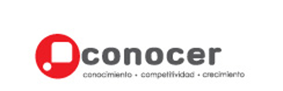 conocer
conocimiento • competitividad • crecimiento